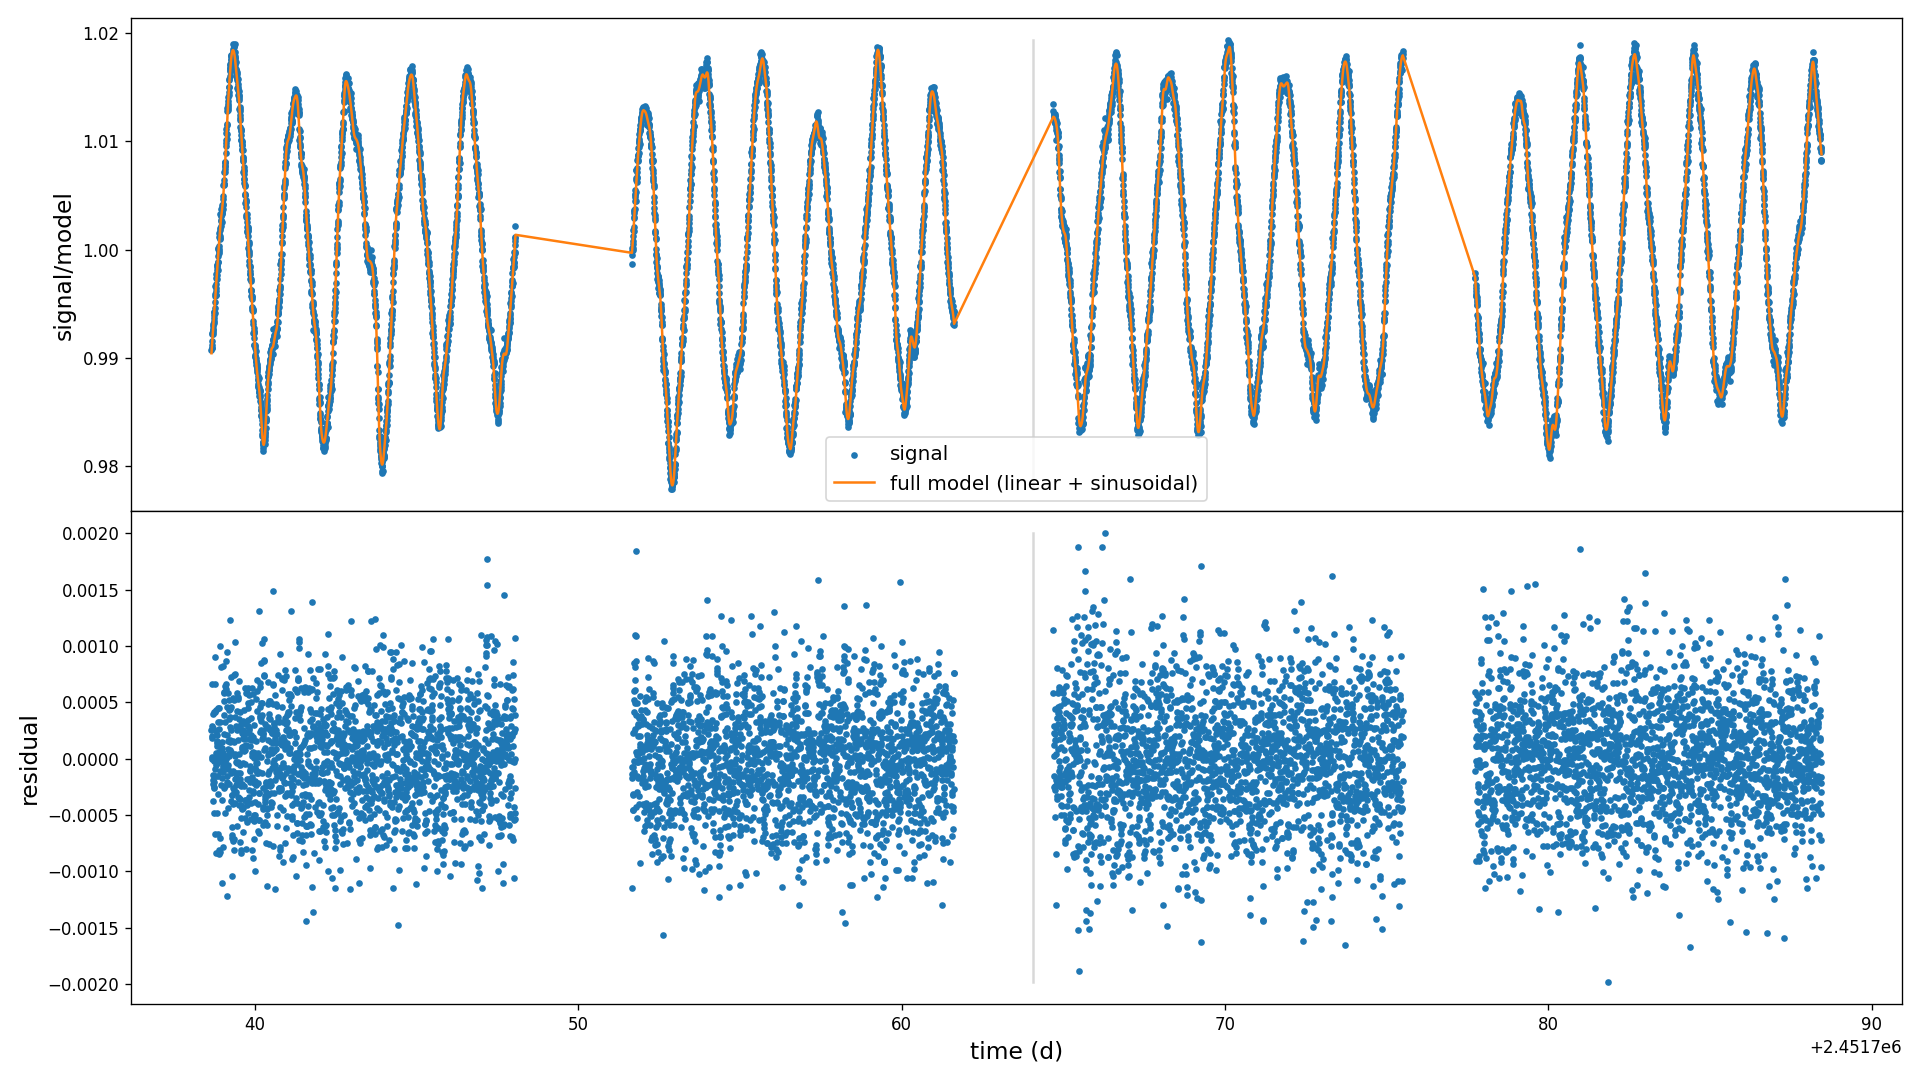 1.02
1.01
1.00
0.99
0.98
signal/model
signal
full model (linear + sinusoidal)
0.0020
0.0015
0.0010
0.0005
0.0000
−0.0005
−0.0010
−0.0015
−0.0020
residual
40 50 60 70 80 90
time (d)
+2.4517e6